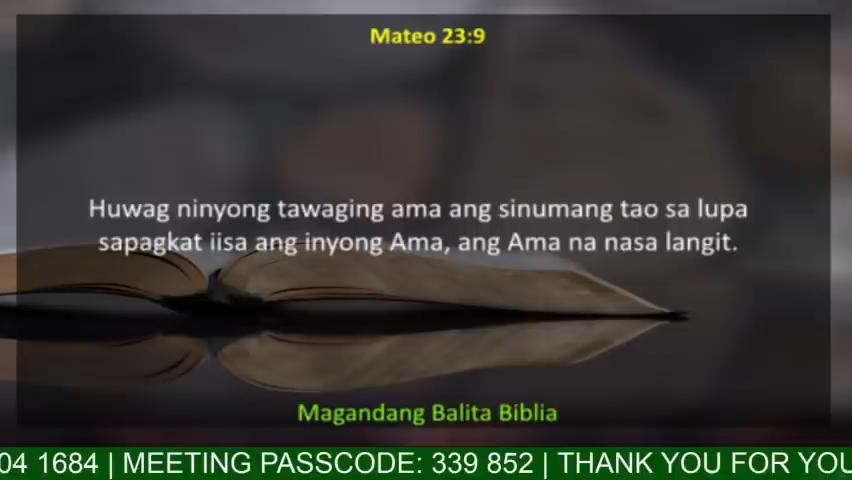 Mateo 23:9
Huwag ninyong tawaging ama ang sinumang tao sa lupa
sapagkat iisa ang inyong Ama, ang Ama na nasa langit.
Magandang Balita Biblia
04 1684 | MEETING PASSCODE: 339 852 | THANK YOU FOR YOU